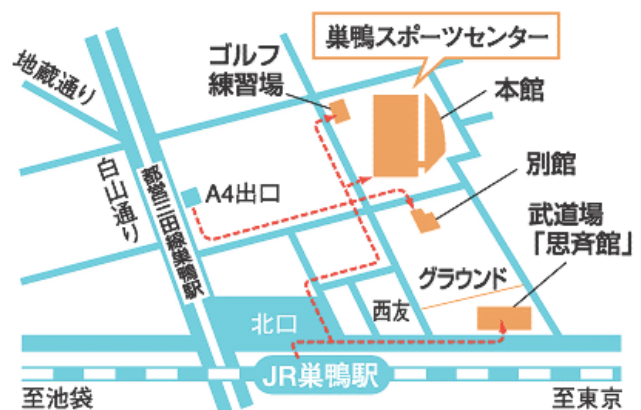 巣鴨スポーツセンター
ゴルフ
練習場
地蔵通り
本館
白山通り
都営三田線巣鴨駅
A4出口
別館
武道場
「思斉館」
グラウンド
西友
北口
JR巣鴨駅
至池袋
至東京